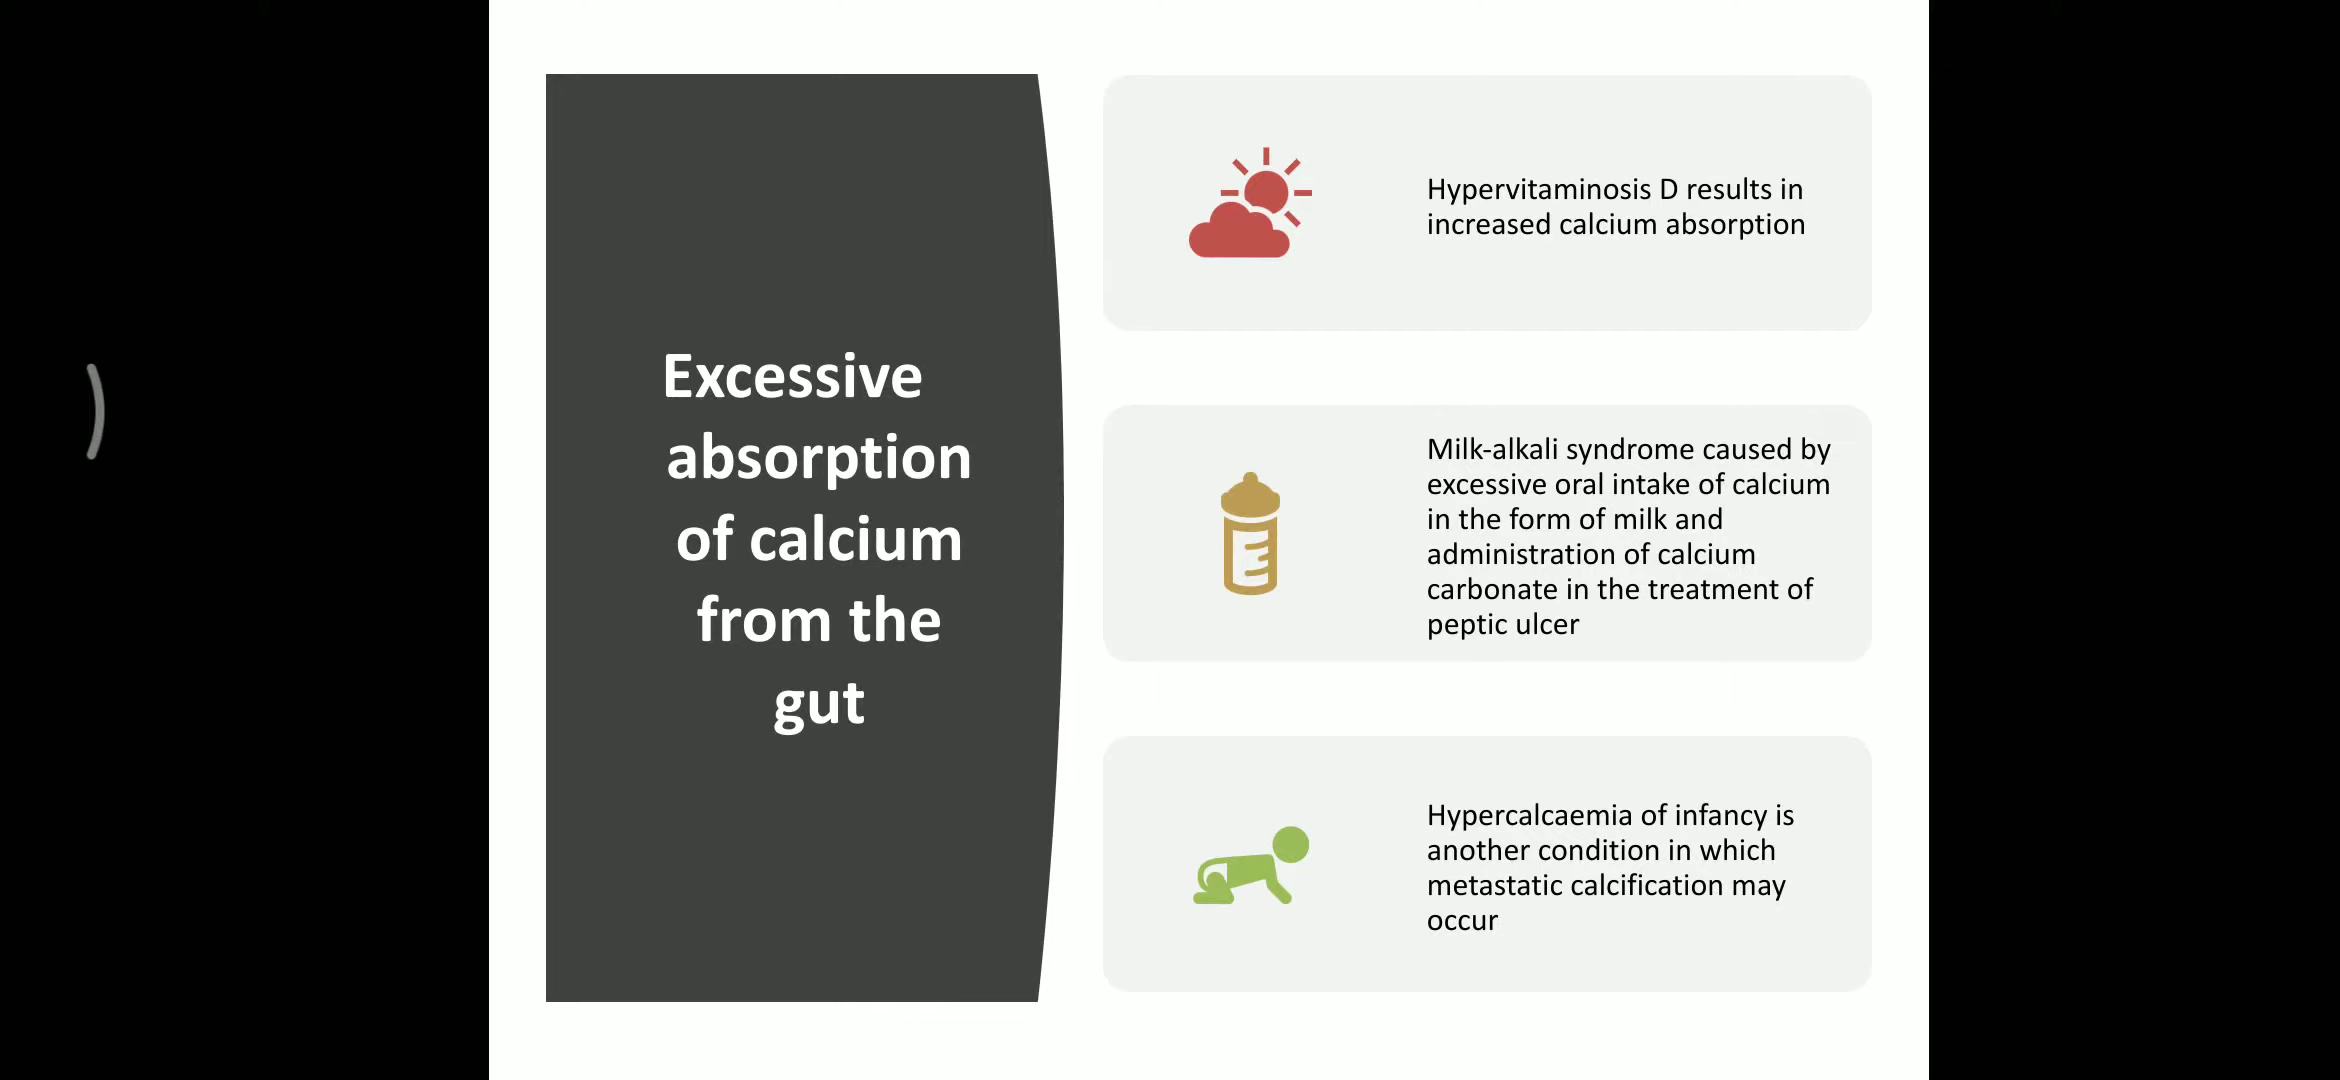 Excessive
absorption
of calcium
from the
gut
Hypervitaminosis D results in
increased calcium absorption
Milk-alkali syndrome caused by
excessive oral intake of calcium
in the form of milk and
administration of calcium
carbonate in the treatment of
peptic ulcer
Hypercalcaemia of infancy is
another condition in which
metastatic calcification may
occur